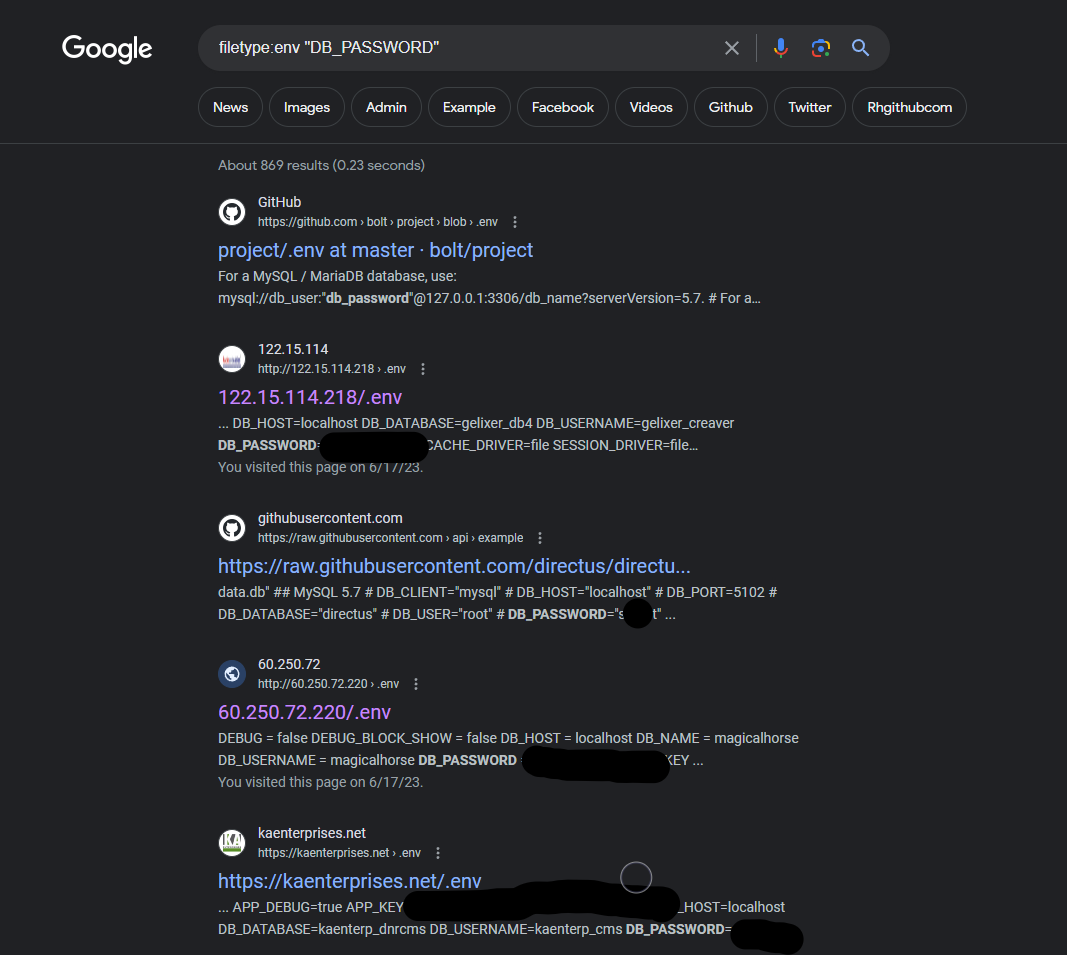 Google
filetype:env "DB_PASSWORD"
News Images Admin Example Facebook Videos Github Twitter Rhgithubcom
About 869 results (0.23 seconds)
GitHub
https://github.com › bolt › project › blob › .env
project/.env at master · bolt/project
For a MySQL / MariaDB database, use:
mysql://db_user:"db_password"@127.0.0.1:3306/db_name?serverVersion=5.7. # For a...
122.15.114
http://122.15.114.218 › .env
122.15.114.218/.env
... DB_HOST=localhost DB_DATABASE=gelixer_db4 DB_USERNAME=gelixer_creaver
DB_PASSWORD= CACHE_DRIVER=file SESSION_DRIVER=file...
You visited this page on 6/17/23.
githubusercontent.com
https://raw.githubusercontent.com › api › example
https://raw.githubusercontent.com/directus/directu...
data.db" ## MySQL 5.7 # DB_CLIENT="mysql" # DB_HOST="localhost" # DB_PORT=5102 #
DB_DATABASE="directus" # DB_USER="root" # DB_PASSWORD="s t" ...
60.250.72
http://60.250.72.220 › .env
60.250.72.220/.env
DEBUG = false DEBUG_BLOCK_SHOW = false DB_HOST = localhost DB_NAME = magicalhorse
DB_USERNAME = magicalhorse DB_PASSWORD = KEY ...
You visited this page on 6/17/23.
KA
kaenterprises.net
https://kaenterprises.net › .env
https://kaenterprises.net/.env
... APP_DEBUG=true APP_KEY _HOST=localhost
DB_DATABASE=kaenterp_dnrcms DB_USERNAME=kaenterp_cms DB_PASSWORD=